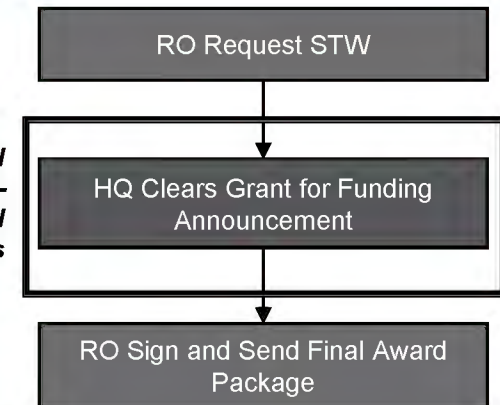 RO Request STW
HQ Clears Grant for Funding
Announcement
RO Sign and Send Final Award
Package